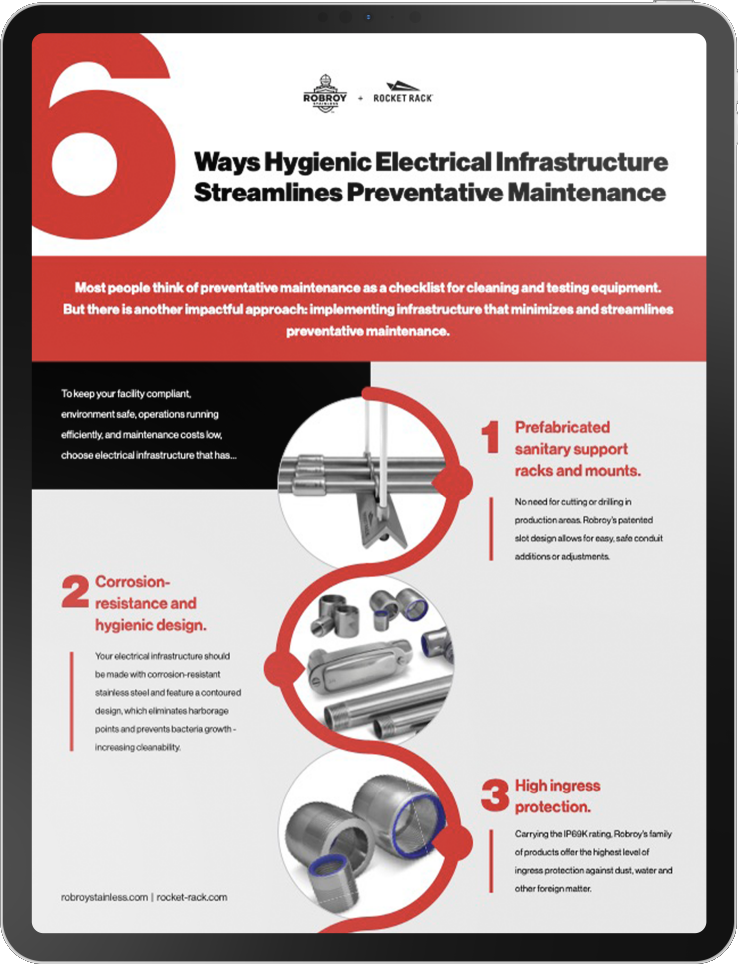 6
ROBROY
STAINLESS
+
ROCKET RACK
Ways Hygienic Electrical Infrastructure
Streamlines Preventative Maintenance
Most people think of preventative maintenance as a checklist for cleaning and testing equipment.
But there is another impactful approach: implementing infrastructure that minimizes and streamlines
preventative maintenance.
To keep your facility compliant,
environment safe, operations running
efficiently, and maintenance costs low,
choose electrical infrastructure that has...
1
Prefabricated
sanitary support
racks and mounts.
No need for cutting or drilling in
production areas. Robroy's patented
slot design allows for easy, safe conduit
additions or adjustments.
2
Corrosion-
resistance and
hygienic design.
Your electrical infrastructure should
be made with corrosion-resistant
stainless steel and feature a contoured
design, which eliminates harborage
points and prevents bacteria growth -
increasing cleanability.
3
High ingress
protection.
Carrying the IP69K rating, Robroy's family
of products offer the highest level of
ingress protection against dust, water and
other foreign matter.
robroystainless.com | rocket-rack.com